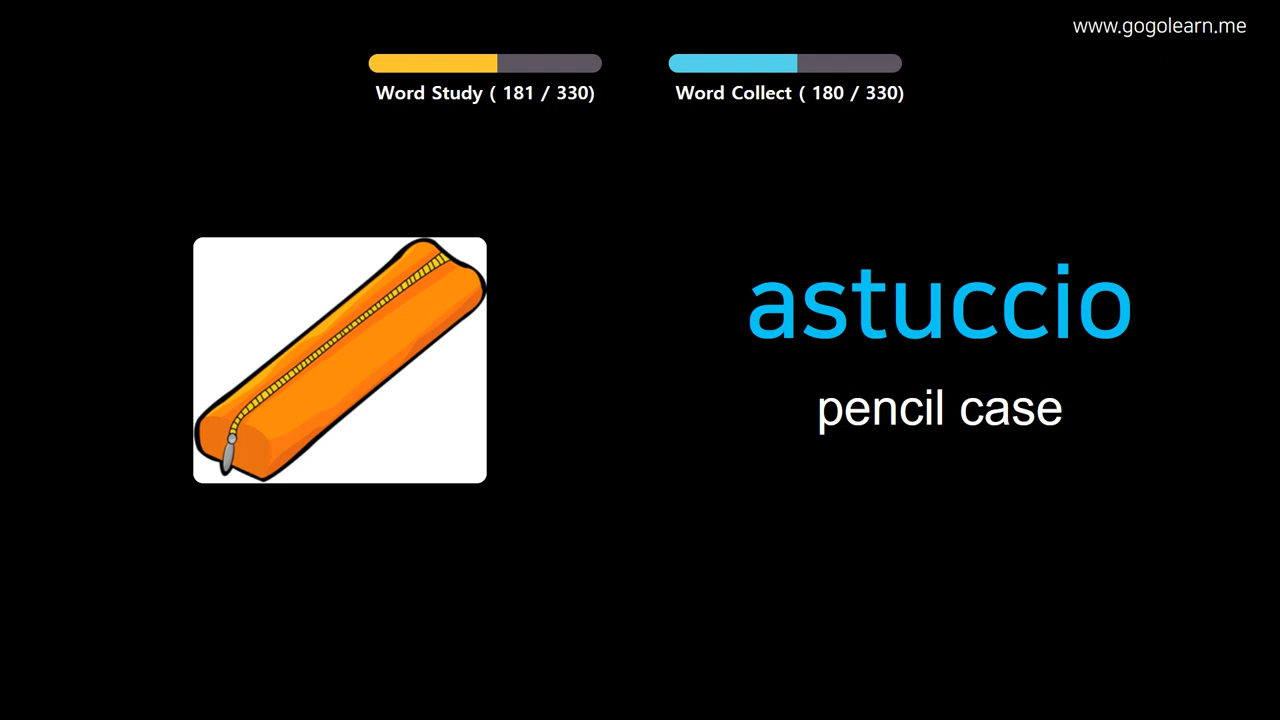 www.gogolearn.me
Word Study ( 181 / 330)
Word Collect ( 180 / 330)
astuccio
pencil case